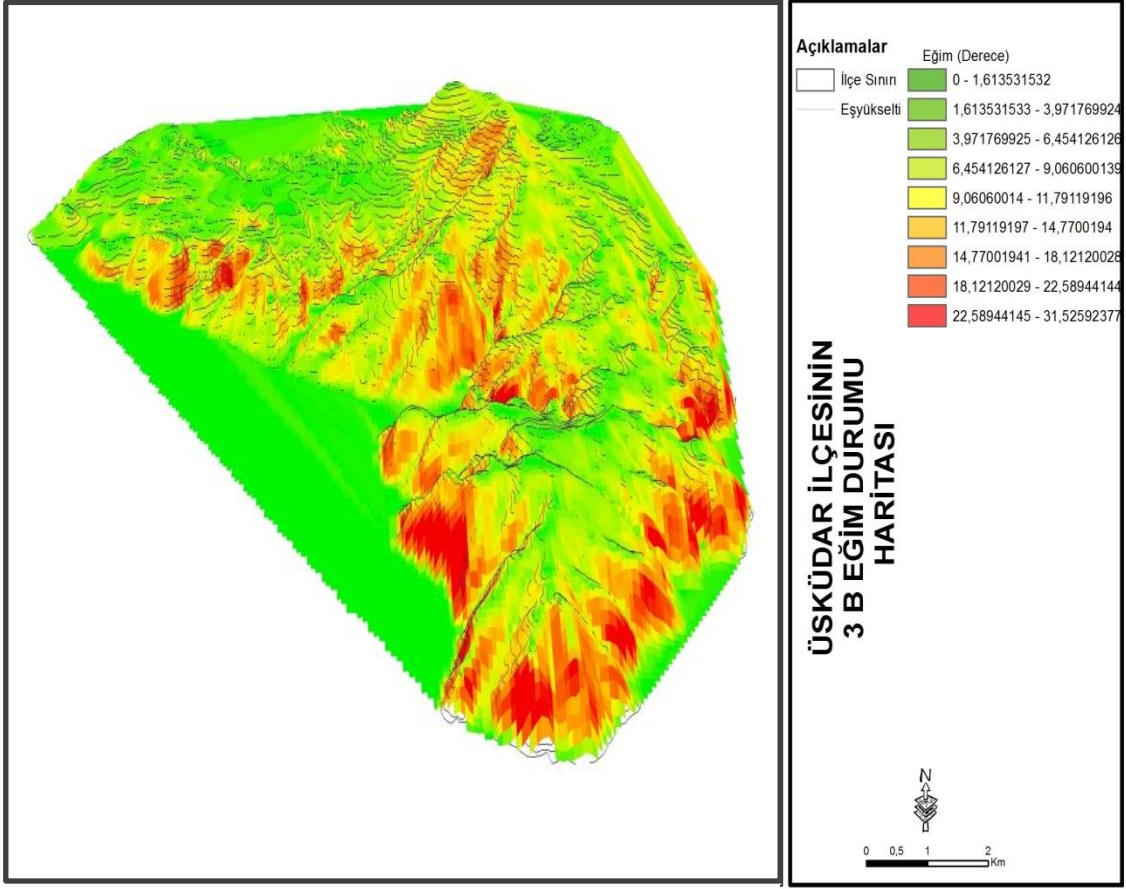 Açıklamalar
İlçe Sınırı
Eşyükselti
Eğim (Derece)
0 - 1,613531532
1,613531533 - 3,971769924
3,971769925 - 6,454126126
6,454126127 - 9,060600139
9,06060014 - 11,79119196
11,79119197 - 14,7700194
14,77001941 - 18,12120028
18,12120029 - 22,58944144
22,58944145 - 31,52592377
ÜSKÜDAR İLÇESİNİN
3 B EĞİM DURUMU
HARİTASI
N
0 0,5 1 2
Km